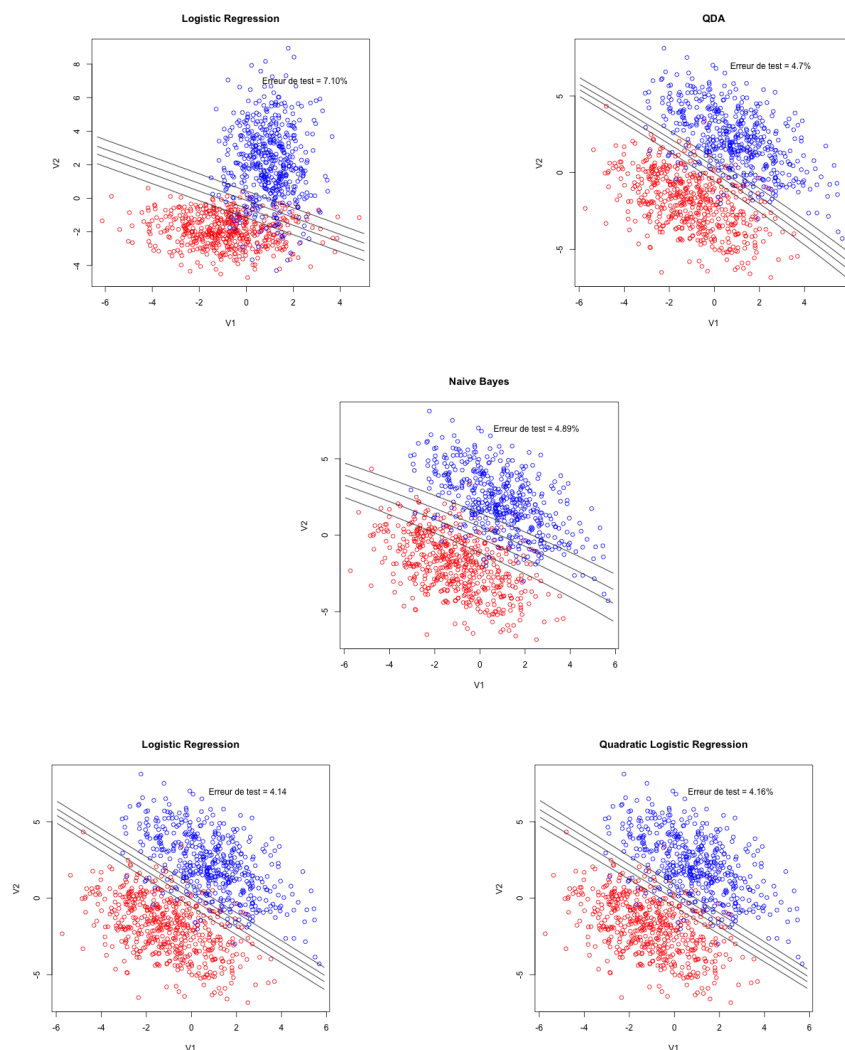 Logistic Regression
Erreur de test = 7.10%
V2
8
6
4
2
0
-2
-4
-6 -4 -2 0 2 4
V1
QDA
Erreur de test = 4.7%
V2
5
0
-5
-6 -4 -2 0 2 4
V1
Naive Bayes
Erreur de test = 4.89%
V2
5
0
-5
-6 -4 -2 0 2 4 6
V1
Logistic Regression
Erreur de test = 4.14
V2
5
0
-5
-6 -4 -2 0 2 4 6
V1
Quadratic Logistic Regression
Erreur de test = 4.16%
V2
5
0
-5
-6 -4 -2 0 2 4 6
V1